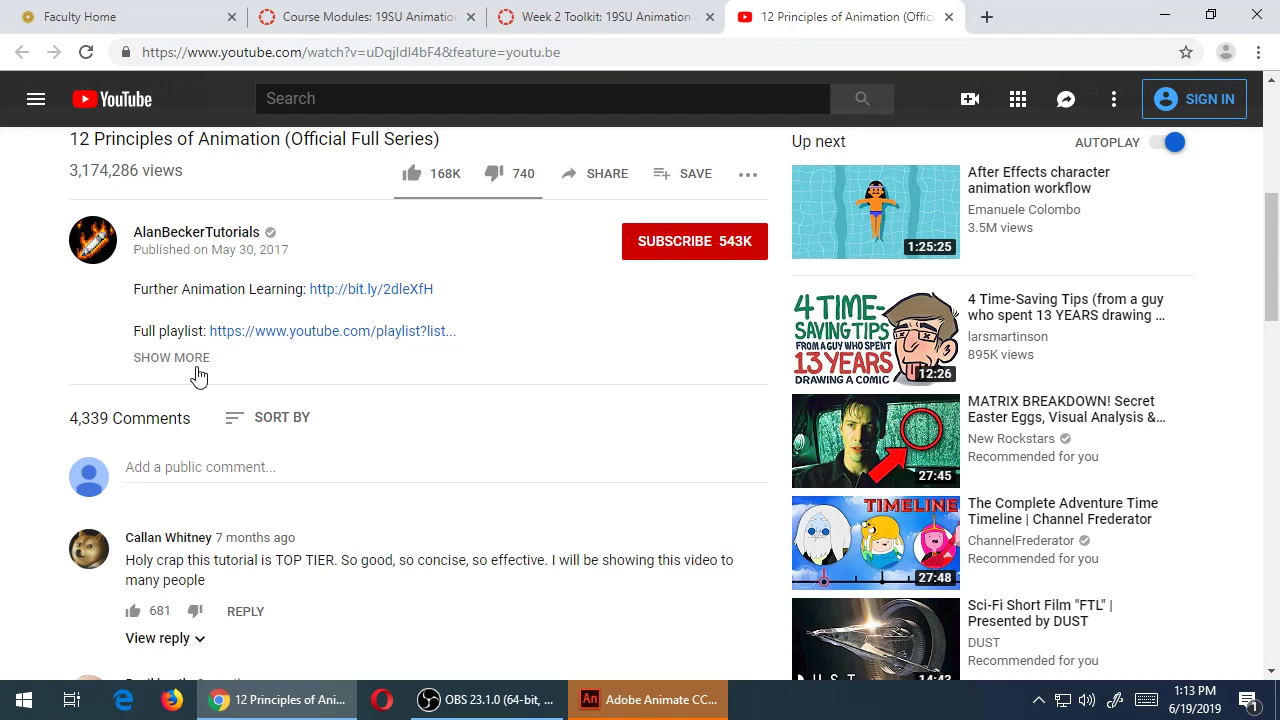 Faculty Home
Course Modules: 19SU Animation
Week 2 Toolkit: 19SU Animation
12 Principles of Animation (Offic
https://www.youtube.com/watch?v=uDqjIdI4bF4&feature=youtu.be
YouTube
Search
SIGN IN
12 Principles of Animation (Official Full Series)
3,174,286 views
168K
740
SHARE
SAVE
AlanBeckerTutorials
Published on May 30, 2017
SUBSCRIBE 543K
Further Animation Learning: http://bit.ly/2dleXfH
Full playlist: https://www.youtube.com/playlist?list...
SHOW MORE
4,339 Comments
SORT BY
Add a public comment...
Callan Whitney 7 months ago
Holy crap this tutorial is TOP TIER. So good, so concise, so effective. I will be showing this video to
many people
681
REPLY
View reply
Up next
AUTOPLAY
1:25:25
After Effects character
animation workflow
Emanuele Colombo
3.5M views
4 TIME-
SAVING TIPS
FROM A GUY WHO SPENT
13 YEARS
DRAWING A COMIC
12:26
4 Time-Saving Tips (from a guy
who spent 13 YEARS drawing ...
larsmartinson
895K views
27:45
MATRIX BREAKDOWN! Secret
Easter Eggs, Visual Analysis &...
New Rockstars
Recommended for you
TIMELINE
27:48
The Complete Adventure Time
Timeline | Channel Frederator
ChannelFrederator
Recommended for you
DUST
14:43
Sci-Fi Short Film "FTL" |
Presented by DUST
DUST
Recommended for you
12 Principles of Ani...
OBS 23.1.0 (64-bit, ...
An
Adobe Animate CC...
1:13 PM
6/19/2019
1